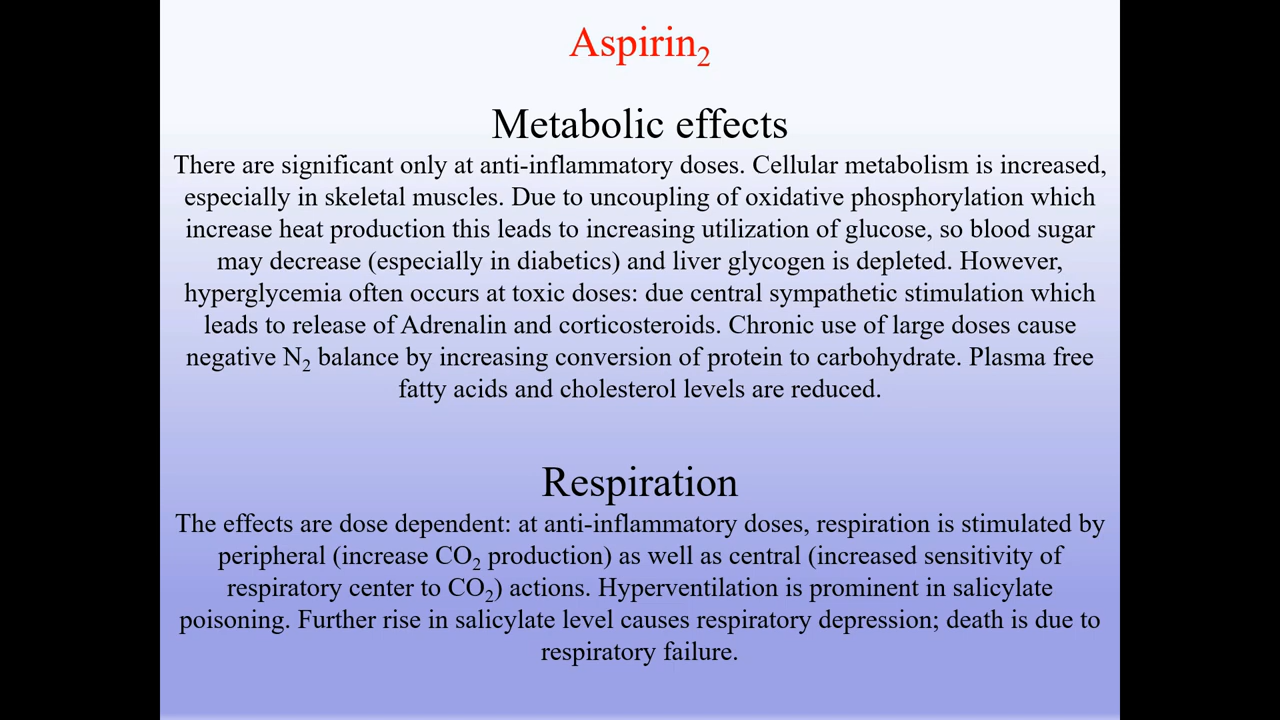 Aspirin₂
Metabolic effects
There are significant only at anti-inflammatory doses. Cellular metabolism is increased,
especially in skeletal muscles. Due to uncoupling of oxidative phosphorylation which
increase heat production this leads to increasing utilization of glucose, so blood sugar
may decrease (especially in diabetics) and liver glycogen is depleted. However,
hyperglycemia often occurs at toxic doses: due central sympathetic stimulation which
leads to release of Adrenalin and corticosteroids. Chronic use of large doses cause
negative N₂ balance by increasing conversion of protein to carbohydrate. Plasma free
fatty acids and cholesterol levels are reduced.
Respiration
The effects are dose dependent: at anti-inflammatory doses, respiration is stimulated by
peripheral (increase CO₂ production) as well as central (increased sensitivity of
respiratory center to CO₂) actions. Hyperventilation is prominent in salicylate
poisoning. Further rise in salicylate level causes respiratory depression; death is due to
respiratory failure.